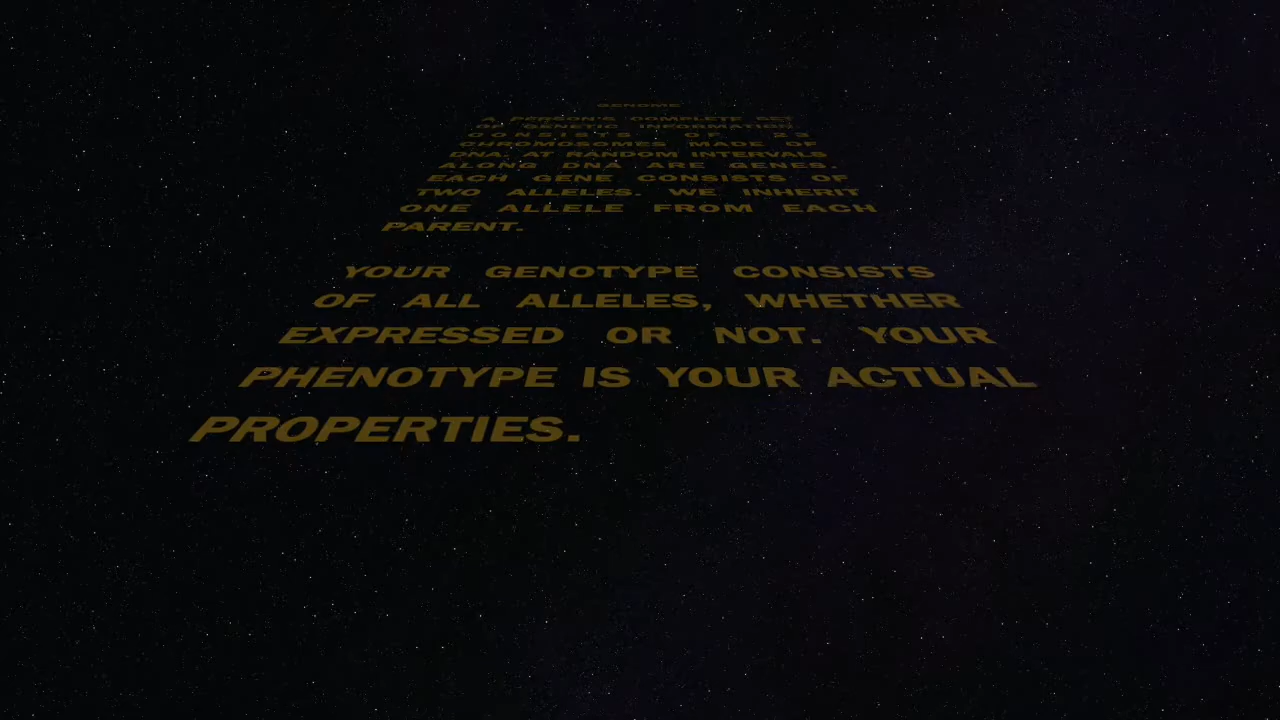 GENOME
A PERSON'S COMPLETE SET
OF GENETIC INFORMATION
CONSISTS OF 23
CHROMOSOMES MADE OF
DNA. AT RANDOM INTERVALS
ALONG DNA ARE GENES.
EACH GENE CONSISTS OF
TWO ALLELES. WE INHERIT
ONE ALLELE FROM EACH
PARENT.
YOUR GENOTYPE CONSISTS
OF ALL ALLELES, WHETHER
EXPRESSED OR NOT. YOUR
PHENOTYPE IS YOUR ACTUAL
PROPERTIES.